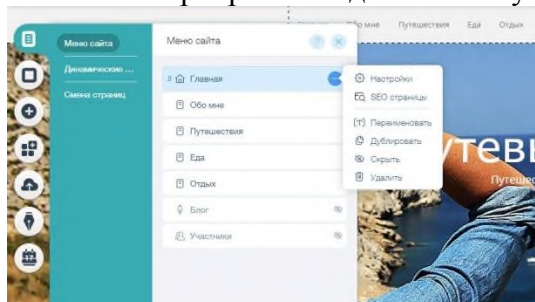 Обо мне Путешествия Еда Отдых
Меню сайта
Динамические ...
Смена страниц
Меню сайта
? ×
Главная
Обо мне
Путешествия
Еда
Отдых
Блог
Участники
Настройки
SEO страницы
[T] Переименовать
Дублировать
Скрыть
Удалить